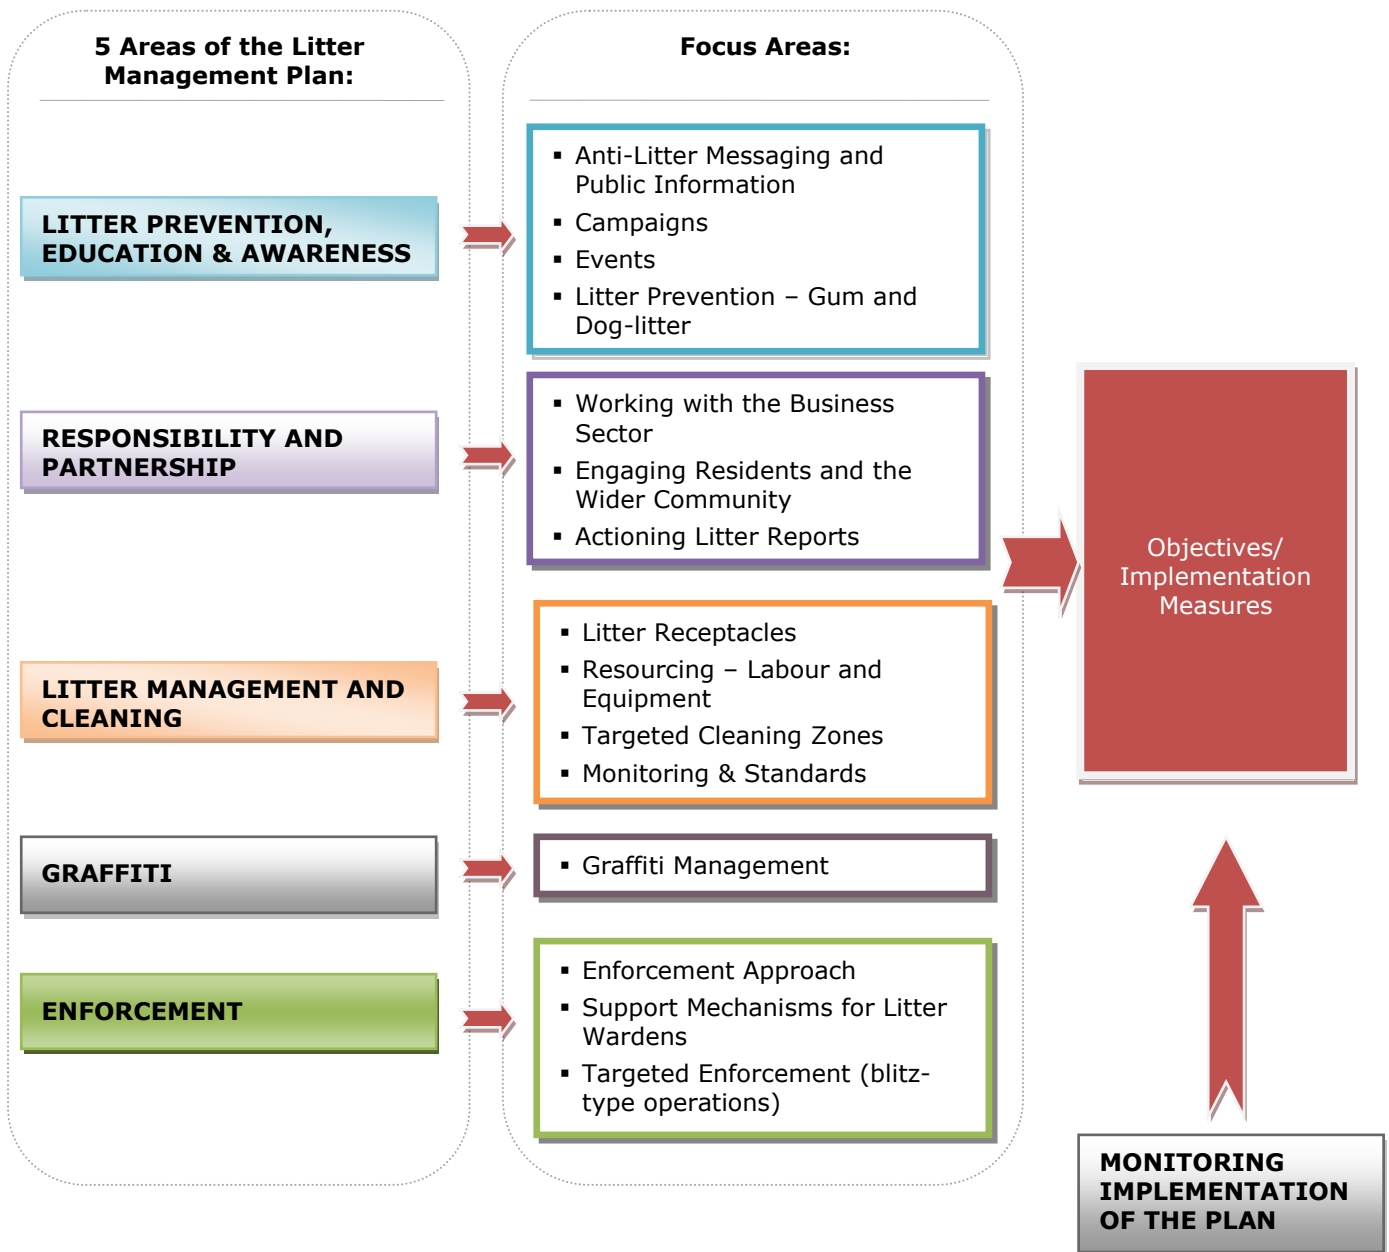 5 Areas of the Litter
Management Plan:
Focus Areas:
LITTER PREVENTION,
EDUCATION & AWARENESS
▪ Anti-Litter Messaging and
Public Information
▪ Campaigns
▪ Events
▪ Litter Prevention – Gum and
Dog-litter
RESPONSIBILITY AND
PARTNERSHIP
▪ Working with the Business
Sector
▪ Engaging Residents and the
Wider Community
▪ Actioning Litter Reports
LITTER MANAGEMENT AND
CLEANING
▪ Litter Receptacles
▪ Resourcing – Labour and
Equipment
▪ Targeted Cleaning Zones
▪ Monitoring & Standards
GRAFFITI
▪ Graffiti Management
ENFORCEMENT
▪ Enforcement Approach
▪ Support Mechanisms for Litter
Wardens
▪ Targeted Enforcement (blitz-
type operations)
Objectives/
Implementation
Measures
MONITORING
IMPLEMENTATION
OF THE PLAN